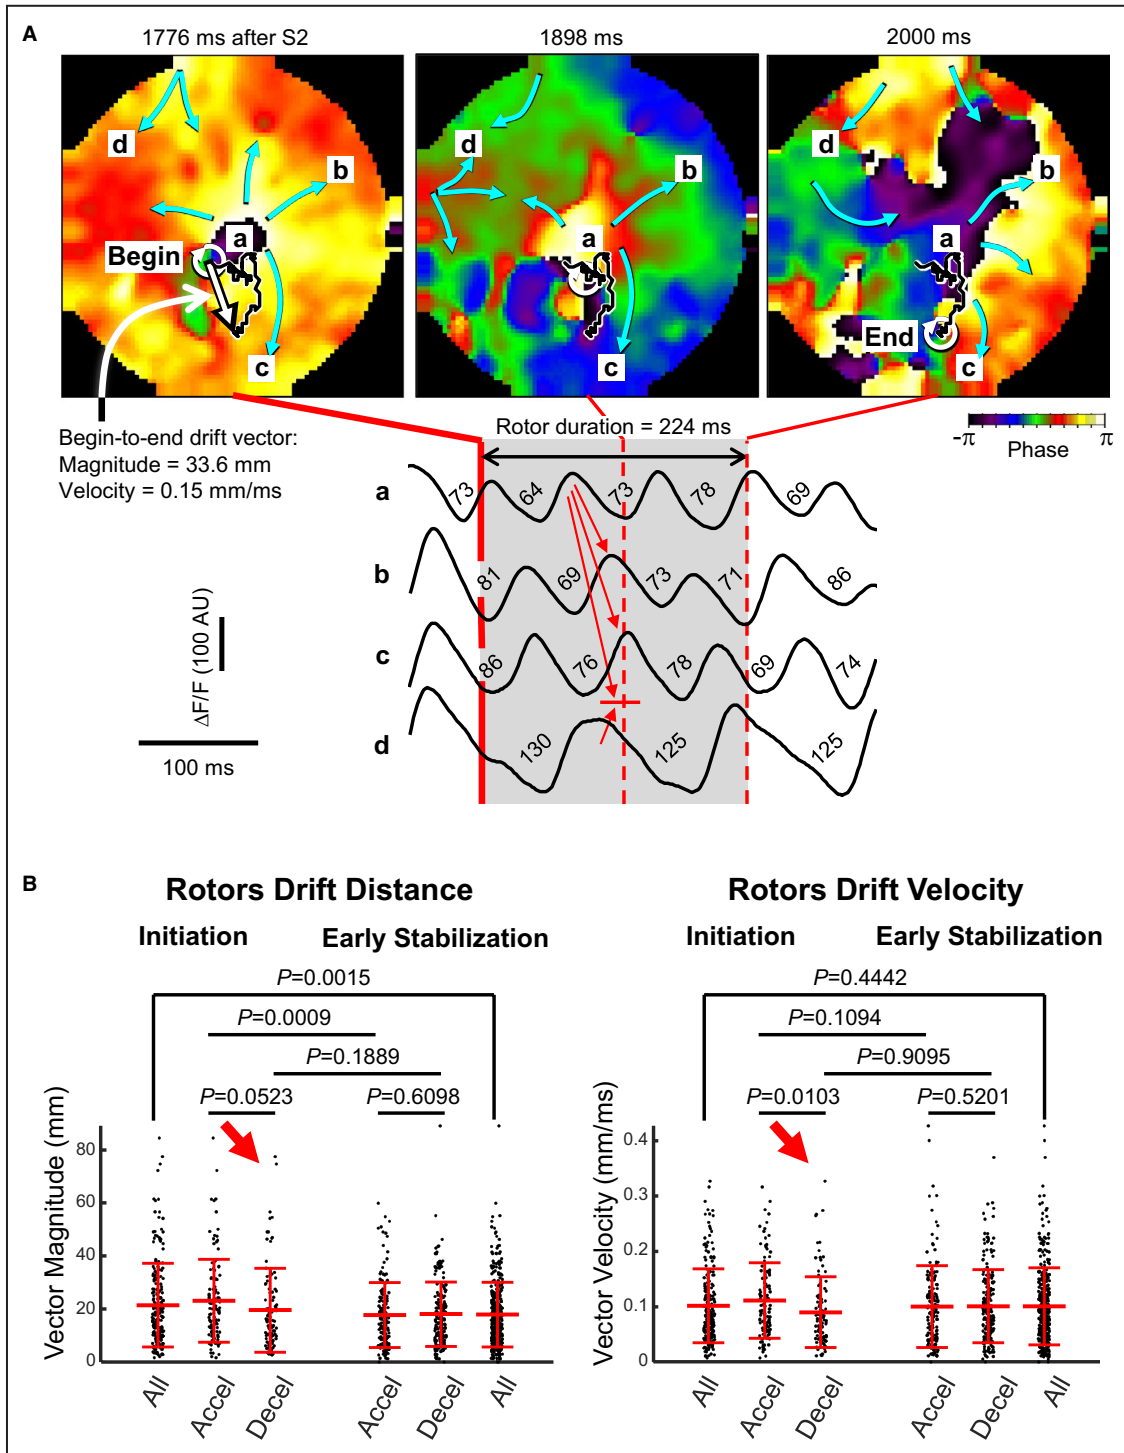 A
1776 ms after S2
1898 ms
2000 ms
d
b
a
Begin
c
d
b
a
c
d
b
a
End
c
Begin-to-end drift vector:
Magnitude = 33.6 mm
Velocity = 0.15 mm/ms
Rotor duration = 224 ms
-π π
Phase
a 73 64 73 78 69
b 81 69 73 71 86
c 86 76 78 69 74
d 130 125 125
ΔF/F (100 AU)
100 ms
B
Rotors Drift Distance
Initiation Early Stabilization
P=0.0015
P=0.0009
P=0.1889
P=0.0523 P=0.6098
Vector Magnitude (mm)
80
60
40
20
0
All Accel Decel Accel Decel All
Rotors Drift Velocity
Initiation Early Stabilization
P=0.4442
P=0.1094
P=0.9095
P=0.0103 P=0.5201
Vector Velocity (mm/ms)
0.4
0.3
0.2
0.1
0
All Accel Decel Accel Decel All